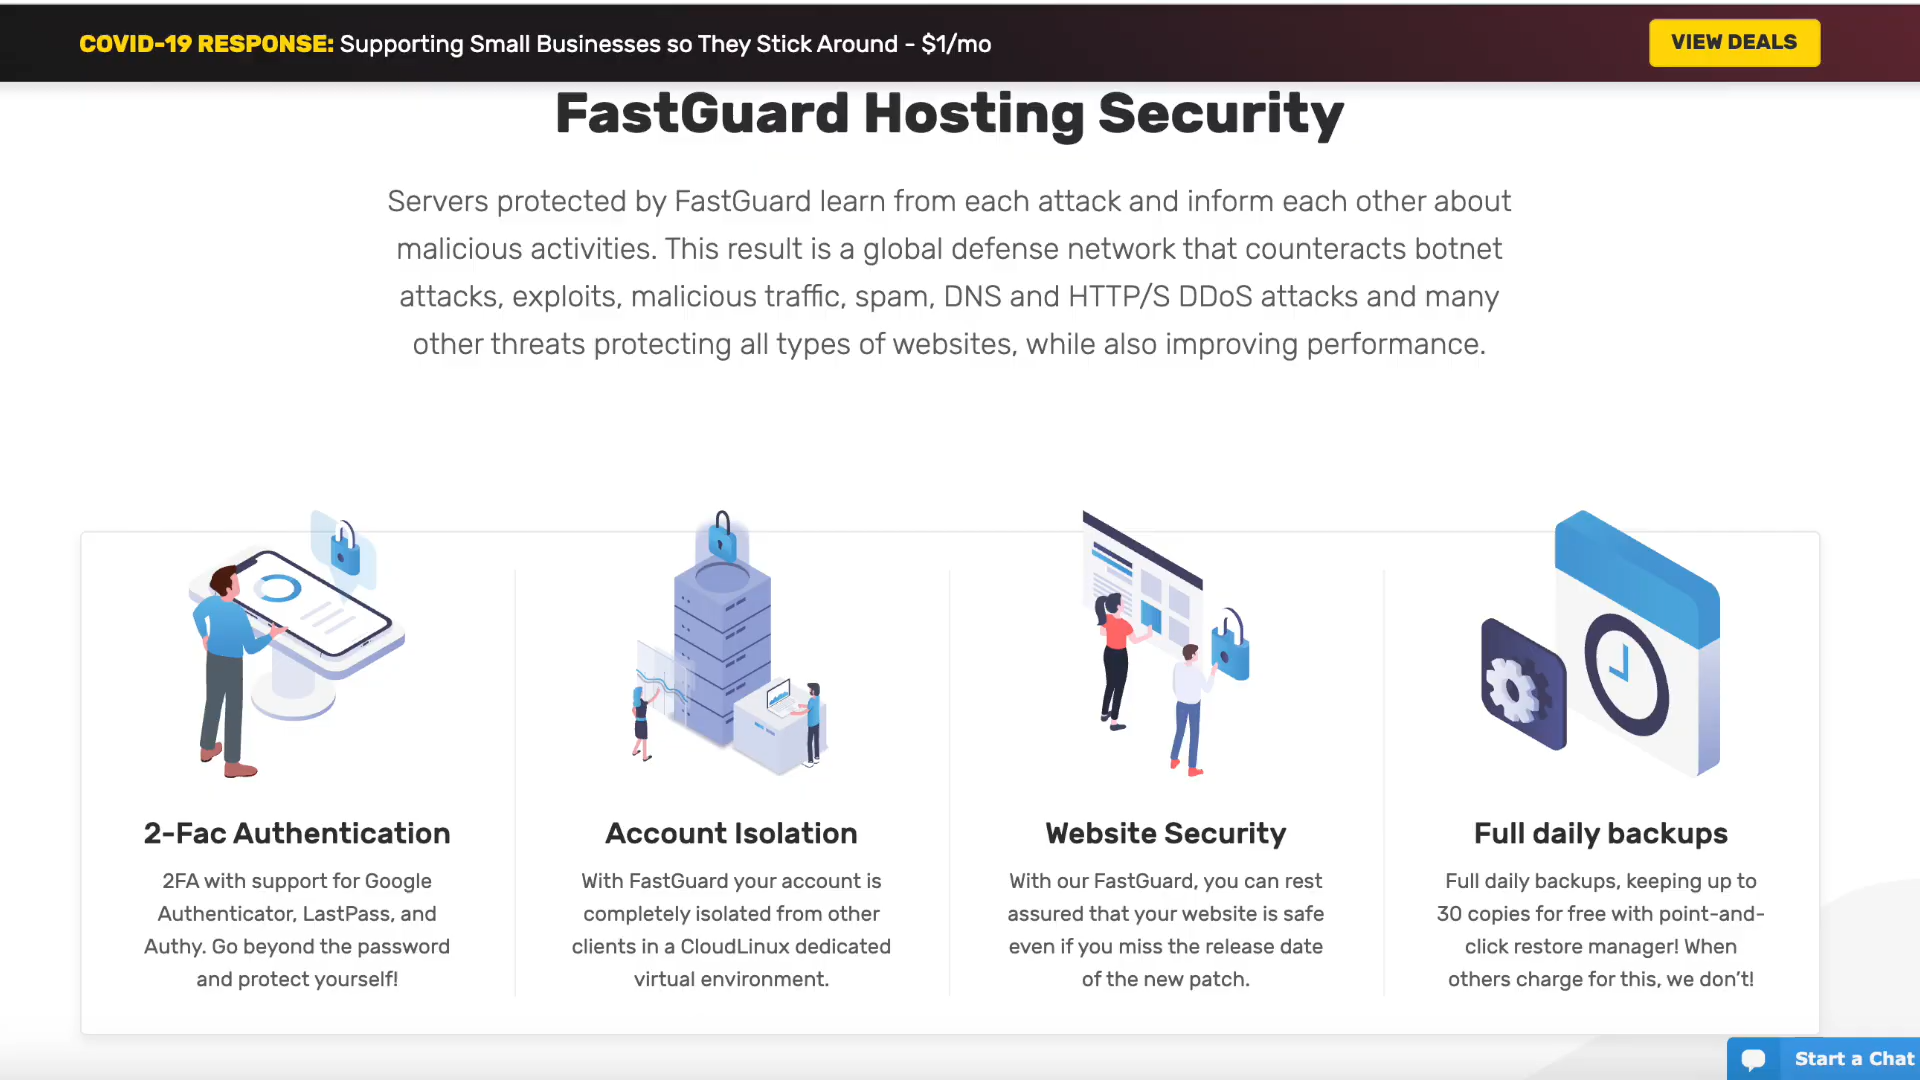 COVID-19 RESPONSE: Supporting Small Businesses so They Stick Around - $1/mo
VIEW DEALS
FastGuard Hosting Security
Servers protected by FastGuard learn from each attack and inform each other about
malicious activities. This result is a global defense network that counteracts botnet
attacks, exploits, malicious traffic, spam, DNS and HTTP/S DDoS attacks and many
other threats protecting all types of websites, while also improving performance.
2-Fac Authentication
2FA with support for Google
Authenticator, LastPass, and
Authy. Go beyond the password
and protect yourself!
Account Isolation
With FastGuard your account is
completely isolated from other
clients in a CloudLinux dedicated
virtual environment.
Website Security
With our FastGuard, you can rest
assured that your website is safe
even if you miss the release date
of the new patch.
Full daily backups
Full daily backups, keeping up to
30 copies for free with point-and-
click restore manager! When
others charge for this, we don't!
Start a Chat